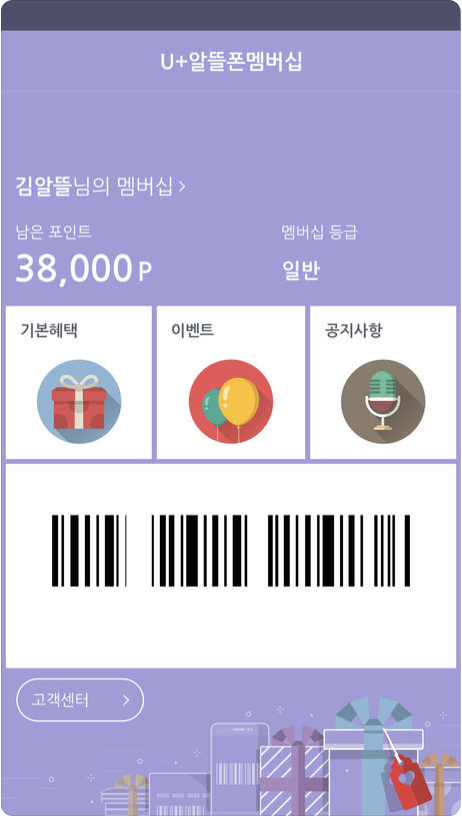 U+알뜰폰멤버십
김알뜰님의 멤버십 >
남은 포인트
멤버십 등급
38,000 P
일반
기본혜택
이벤트
공지사항
고객센터 >